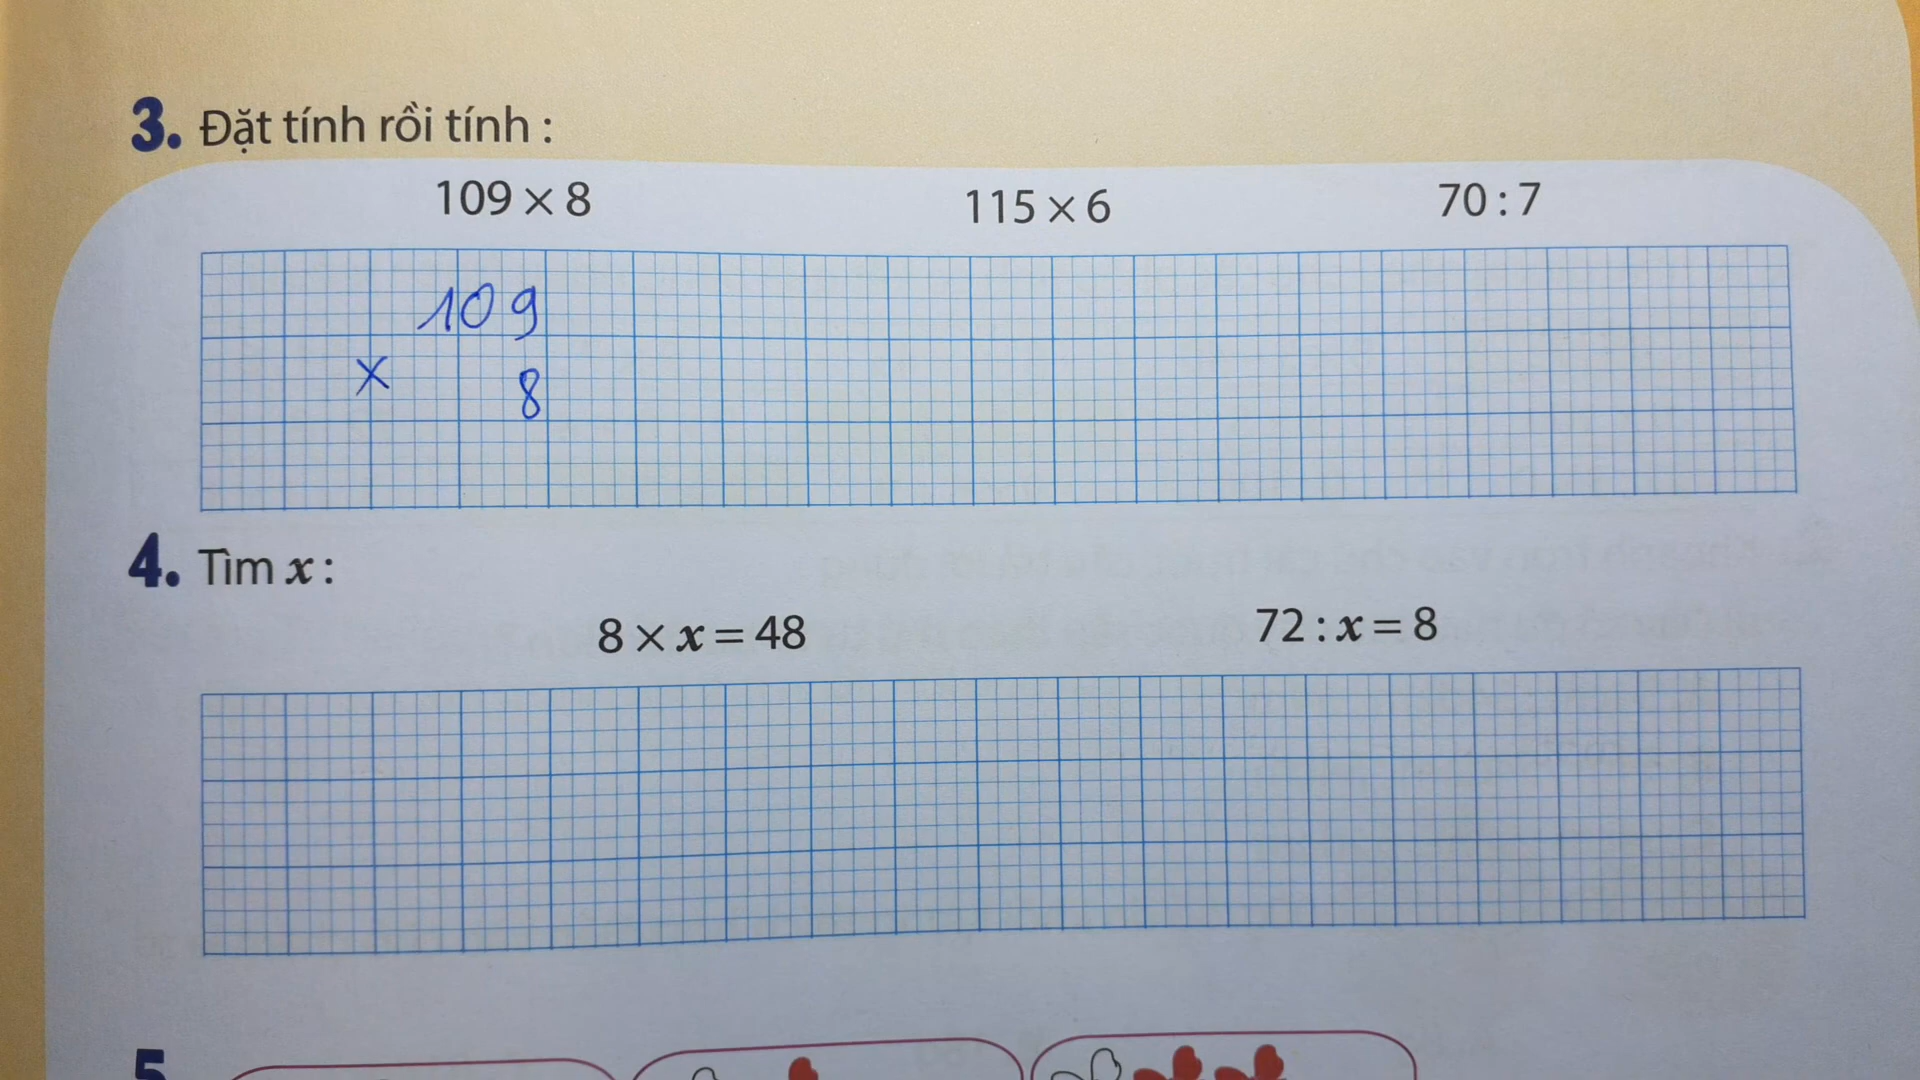 3. Đặt tính rồi tính :
109 × 8 115 × 6 70 : 7
109
× 8
4. Tìm x :
8 × x = 48 72 : x = 8
5